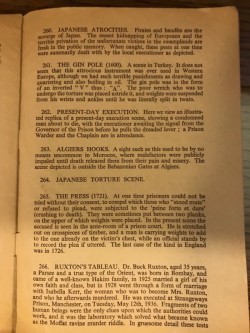 260. JAPANESE ATROCITIES. Pirates and bandits are the
scourge of Japan. The recent kidnapping of Europeans and the
terrible privation of the unfortunate victims in the strongholds are
fresh in the public memory. When caught, these pests at one time
were summarily dealt with by the local executioner as depicted.
261. THE GIN POLE (1600). A scene in Turkey. It does not
seem that this atrocious instrument was ever used in Western
Europe, although we had such terrible punishments as drawing and
quartering and also boiling in oil. The gin pole was in the form
of an inverted "V" thus: "Λ". The poor wretch who was to
undergo the torture was placed astride it, and weights were suspended
from his wrists and ankles until he was literally split in twain.
262. PRESENT-DAY EXECUTION. Here we view an illustrated
replica of a present-day execution scene, showing a condemned
man about to die, with the executioner awaiting the signal from the
Governor of the Prison before he pulls the dreaded lever; a Prison
Warder and the Chaplain are in attendance.
263. ALGIERS HOOKS. A sight such as this used to be by no
means uncommon in Morocco, where malefactors were publicly
impaled until death released them from their pain and misery. The
scene depicted is outside the Babazoutan Gates at Algiers.
264. JAPANESE TORTURE SCENE.
265. THE PRESS (1721). At one time prisoners could not be
tried without their consent, to compel which those who "stood mute"
or refused to plead, were subjected to the 'peine forte et dure'
(crushing to death). They were sometimes put between two planks,
on the upper of which weights were placed. In the present scene the
accused is seen in the ante-room of a prison court. He is stretched
out on crosspieces of timber, and a man is carrying weights to add
to the one already on the victim's chest, while an official stands by
to record the plea if uttered. The last case of the kind in England
was in 1726.
266. RUXTON'S TABLEAU. Dr. Buck Ruxton, aged 35 years,
a Parsee and a true type of the Orient, was born in Bombay, and
came of a well-known Hakim family, in 1925 married a girl of his
own faith and class, but in 1928 went through a form of marriage
with Isabella Kerr, the woman who was to become Mrs. Ruxton,
and who he afterwards murdered. He was executed at Strangeways
Prison, Manchester, on Tuesday, May 12th, 1936. Fragments of two
human beings were the only clues upon which the authorities could
work, and it was the laboratory which solved what became known
as the Moffat ravine murder riddle. In gruesome detail these tests